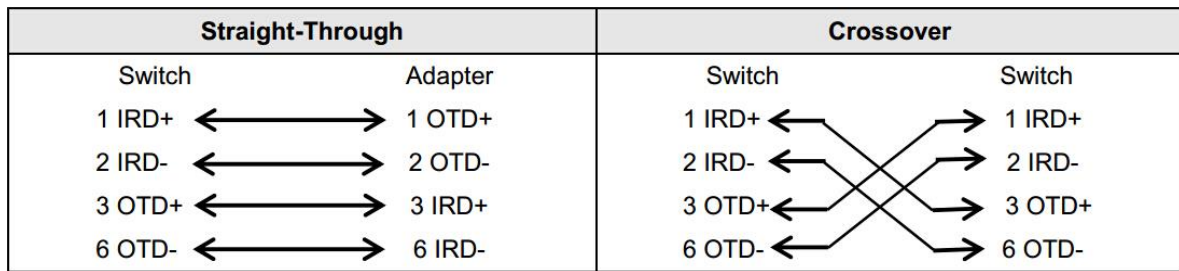 Straight-Through Crossover
Switch Adapter Switch Switch
1 IRD+ 1 OTD+ 1 IRD+ 1 IRD+
2 IRD- 2 OTD- 2 IRD- 2 IRD-
3 OTD+ 3 IRD+ 3 OTD+ 3 OTD+
6 OTD- 6 IRD- 6 OTD- 6 OTD-